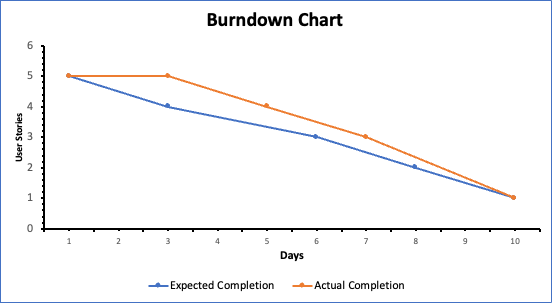 Burndown Chart
6
5
4
3
2
1
0
User Stories
1 2 3 4 5 6 7 8 9 10
Days
Expected Completion Actual Completion